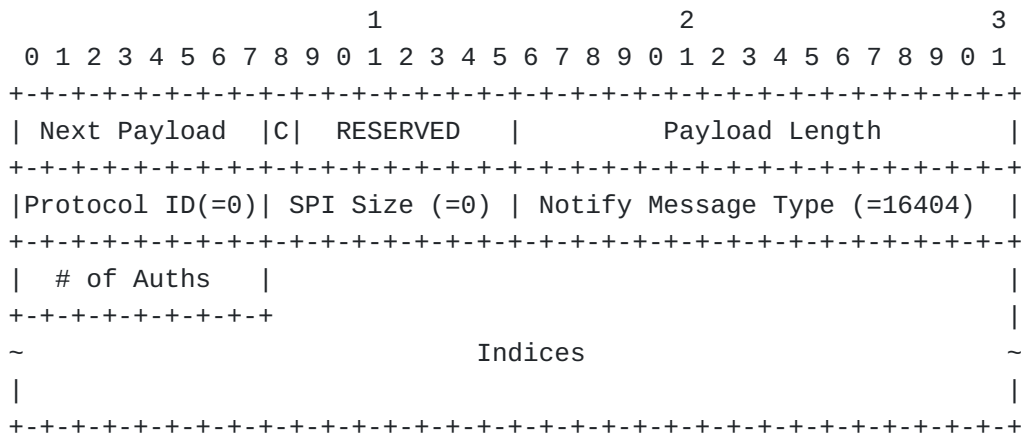 1                   2                   3
 0 1 2 3 4 5 6 7 8 9 0 1 2 3 4 5 6 7 8 9 0 1 2 3 4 5 6 7 8 9 0 1
+-+-+-+-+-+-+-+-+-+-+-+-+-+-+-+-+-+-+-+-+-+-+-+-+-+-+-+-+-+-+-+-+
| Next Payload  |C|  RESERVED   |         Payload Length        |
+-+-+-+-+-+-+-+-+-+-+-+-+-+-+-+-+-+-+-+-+-+-+-+-+-+-+-+-+-+-+-+-+
|Protocol ID(=0)| SPI Size (=0) | Notify Message Type (=16404)  |
+-+-+-+-+-+-+-+-+-+-+-+-+-+-+-+-+-+-+-+-+-+-+-+-+-+-+-+-+-+-+-+-+
|  # of Auths   |                                               |
+-+-+-+-+-+-+-+-+                                               |
~                            Indices                            ~
|                                                               |
+-+-+-+-+-+-+-+-+-+-+-+-+-+-+-+-+-+-+-+-+-+-+-+-+-+-+-+-+-+-+-+-+